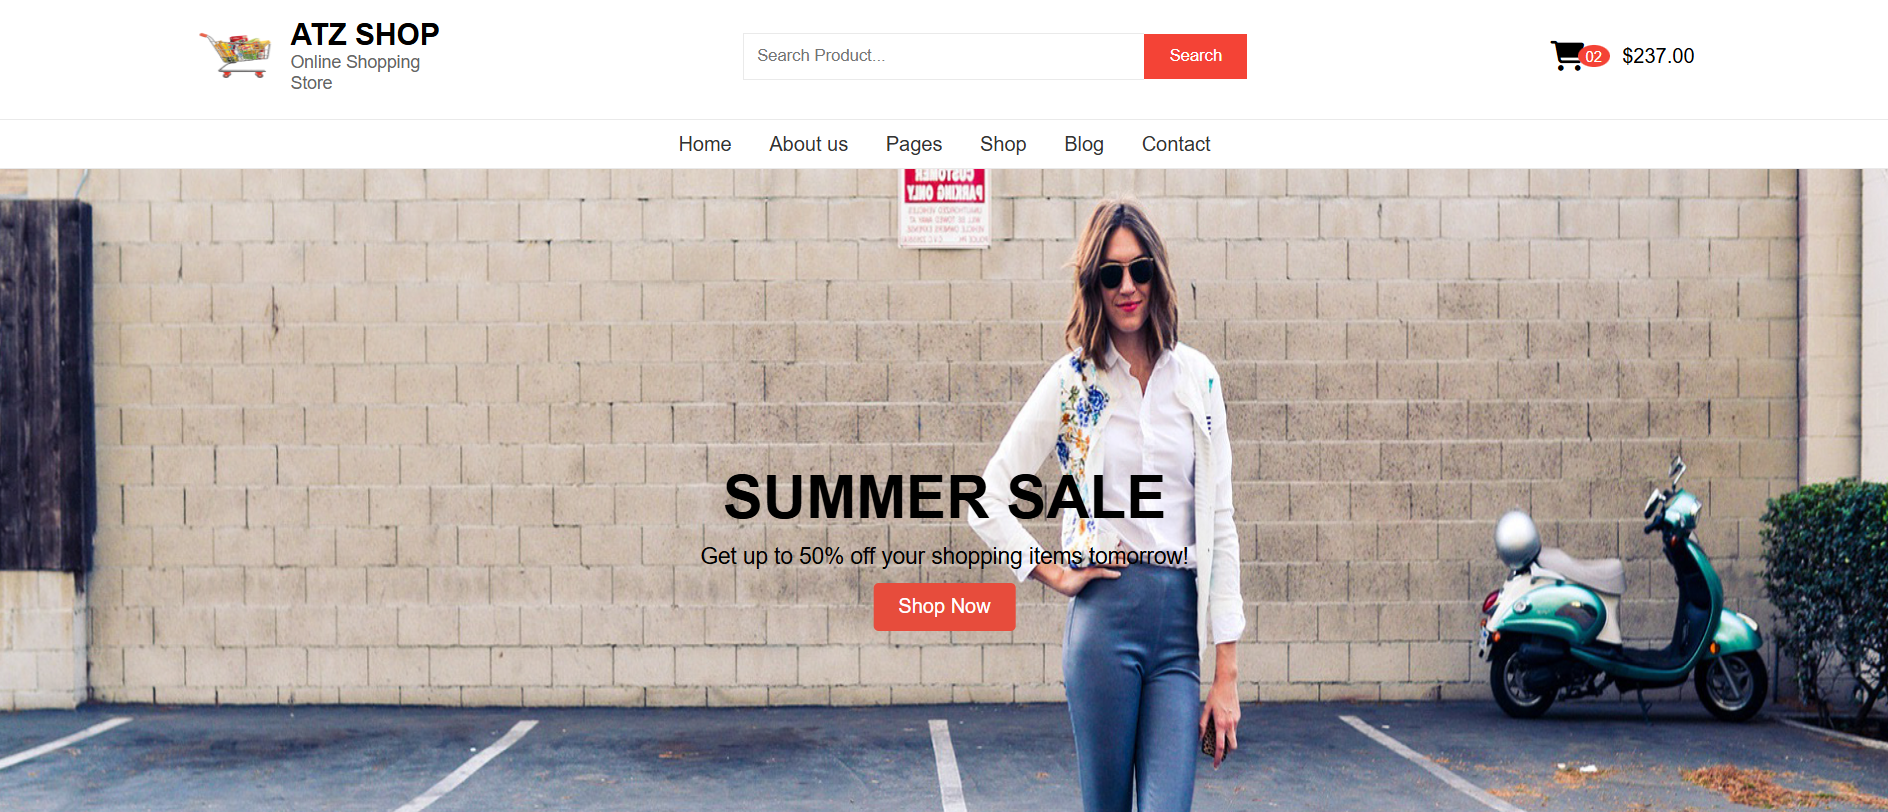 ATZ SHOP
Online Shopping
Store
Search Product...
Search
02
$237.00
Home
About us
Pages
Shop
Blog
Contact
CUSTOMER
PARKING ONLY
SUMMER SALE
Get up to 50% off your shopping items tomorrow!
Shop Now